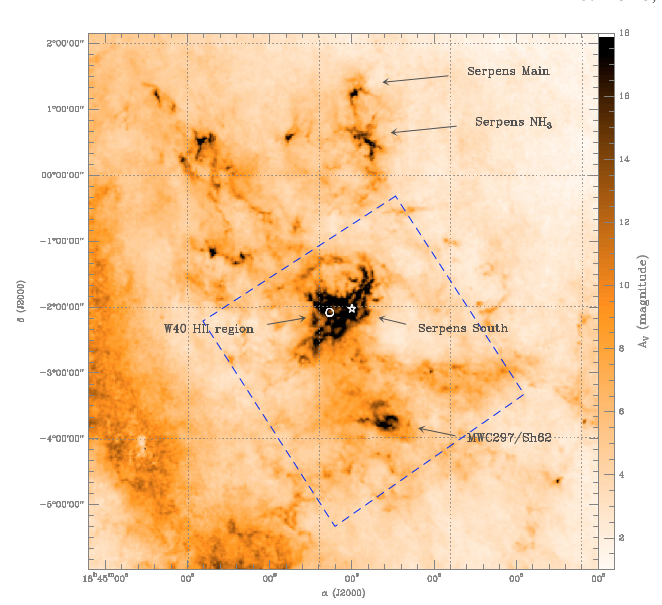 2°00'00"
Serpens Main
1°00'00"
Serpens NH3
00°00'00"
−1°00'00"
−2°00'00"
W40 HII region
Serpens South
−3°00'00"
−4°00'00"
MWC297/Sh62
−5°00'00"
δ (J2000)
18ʰ45ᵐ00ˢ 00ˢ 00ˢ 00ˢ 00ˢ 00ˢ 00ˢ
α (J2000)
18
16
14
12
10
8
6
4
2
Aᵥ (magnitude)